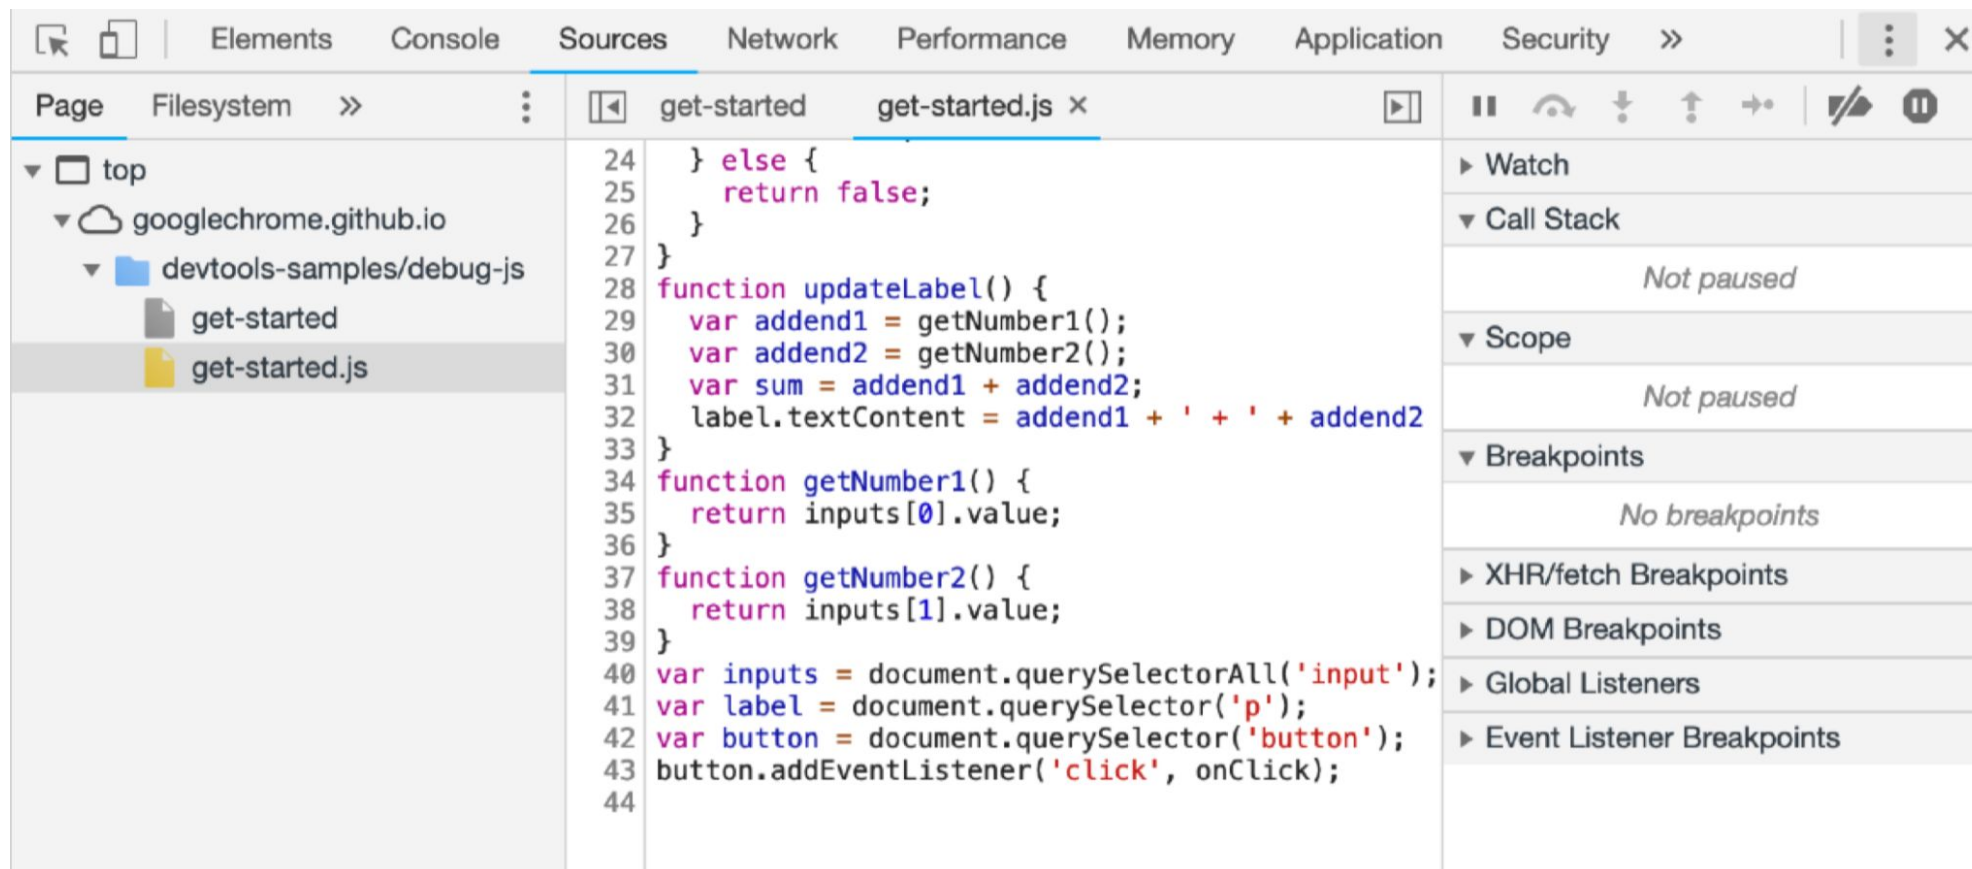 Elements Console Sources Network Performance Memory Application Security »
Page Filesystem »
top
googlechrome.github.io
devtools-samples/debug-js
get-started
get-started.js
get-started get-started.js ×
24 } else {
25 return false;
26 }
27 }
28 function updateLabel() {
29 var addend1 = getNumber1();
30 var addend2 = getNumber2();
31 var sum = addend1 + addend2;
32 label.textContent = addend1 + ' + ' + addend2
33 }
34 function getNumber1() {
35 return inputs[0].value;
36 }
37 function getNumber2() {
38 return inputs[1].value;
39 }
40 var inputs = document.querySelectorAll('input');
41 var label = document.querySelector('p');
42 var button = document.querySelector('button');
43 button.addEventListener('click', onClick);
44
Watch
Call Stack
Not paused
Scope
Not paused
Breakpoints
No breakpoints
XHR/fetch Breakpoints
DOM Breakpoints
Global Listeners
Event Listener Breakpoints